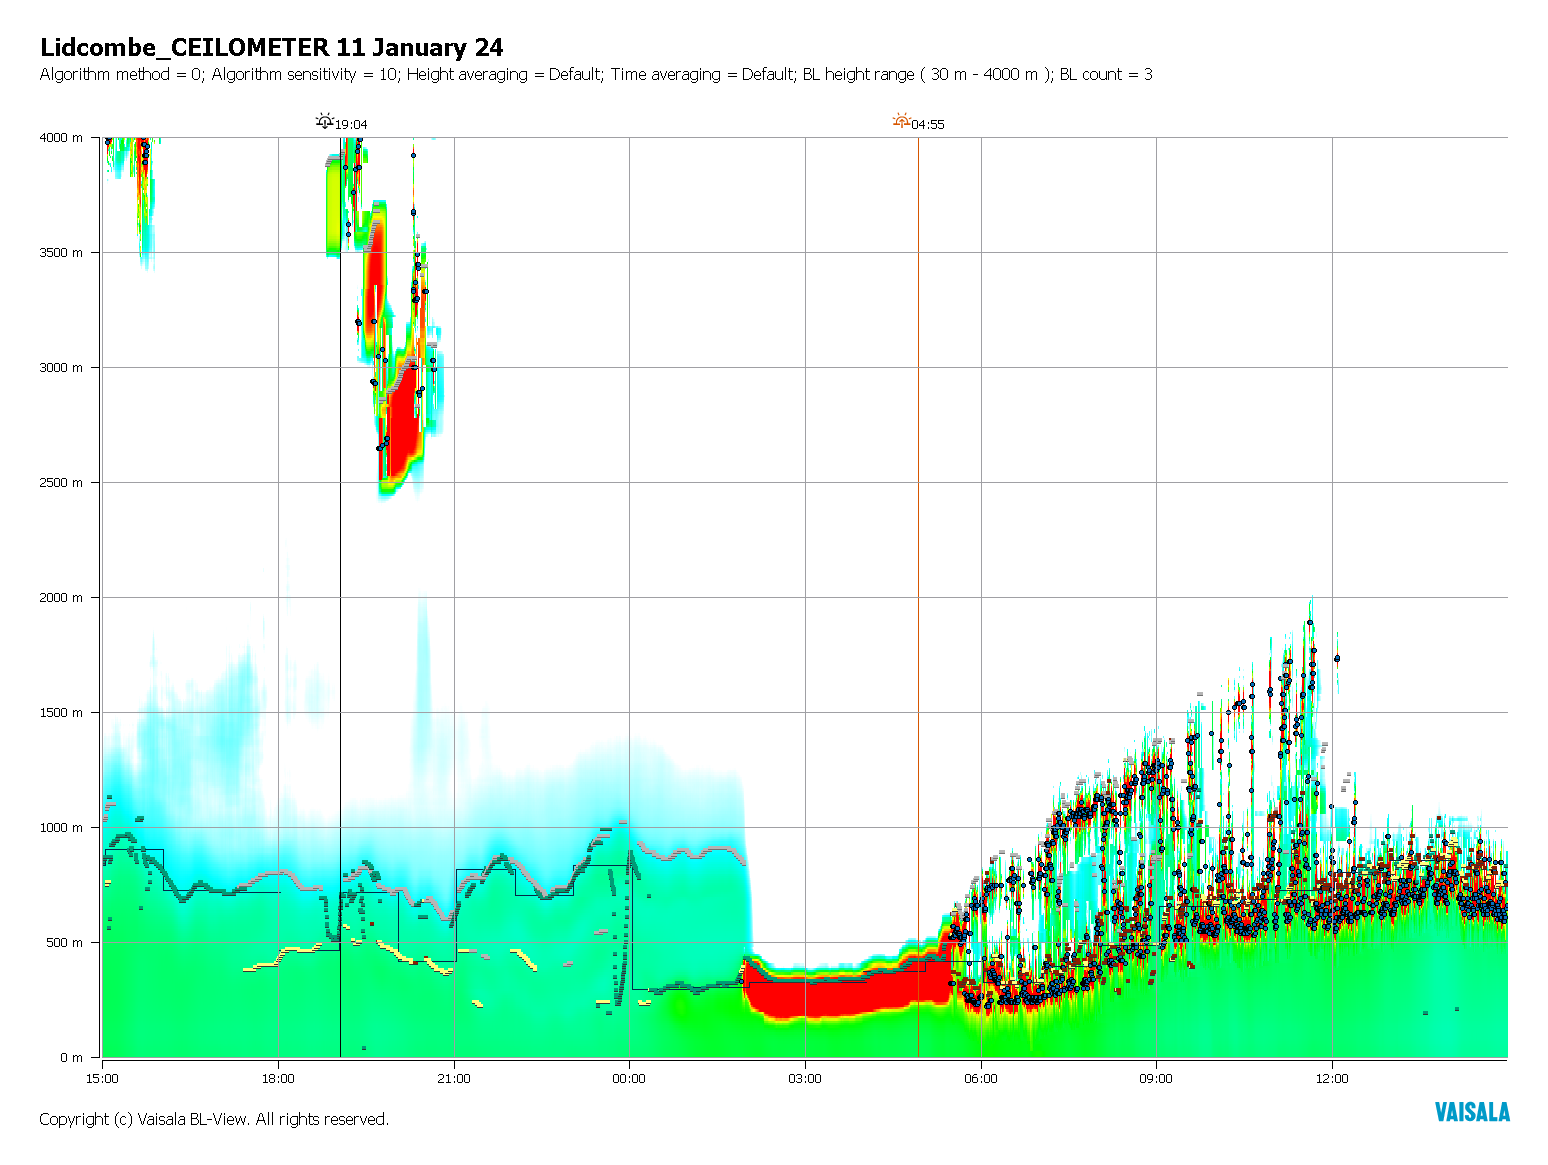 Lidcombe_CEILOMETER 11 January 24
Algorithm method = 0; Algorithm sensitivity = 10; Height averaging = Default; Time averaging = Default; BL height range ( 30 m - 4000 m ); BL count = 3
19:04
04:55
4000 m
3500 m
3000 m
2500 m
2000 m
1500 m
1000 m
500 m
0 m
15:00 18:00 21:00 00:00 03:00 06:00 09:00 12:00
Copyright (c) Vaisala BL-View. All rights reserved.
VAISALA